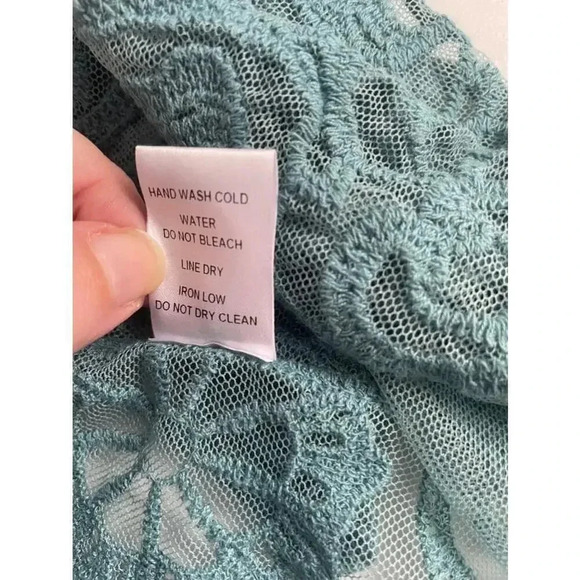 HAND WASH COLD
WATER
DO NOT BLEACH
LINE DRY
IRON LOW
DO NOT DRY CLEAN